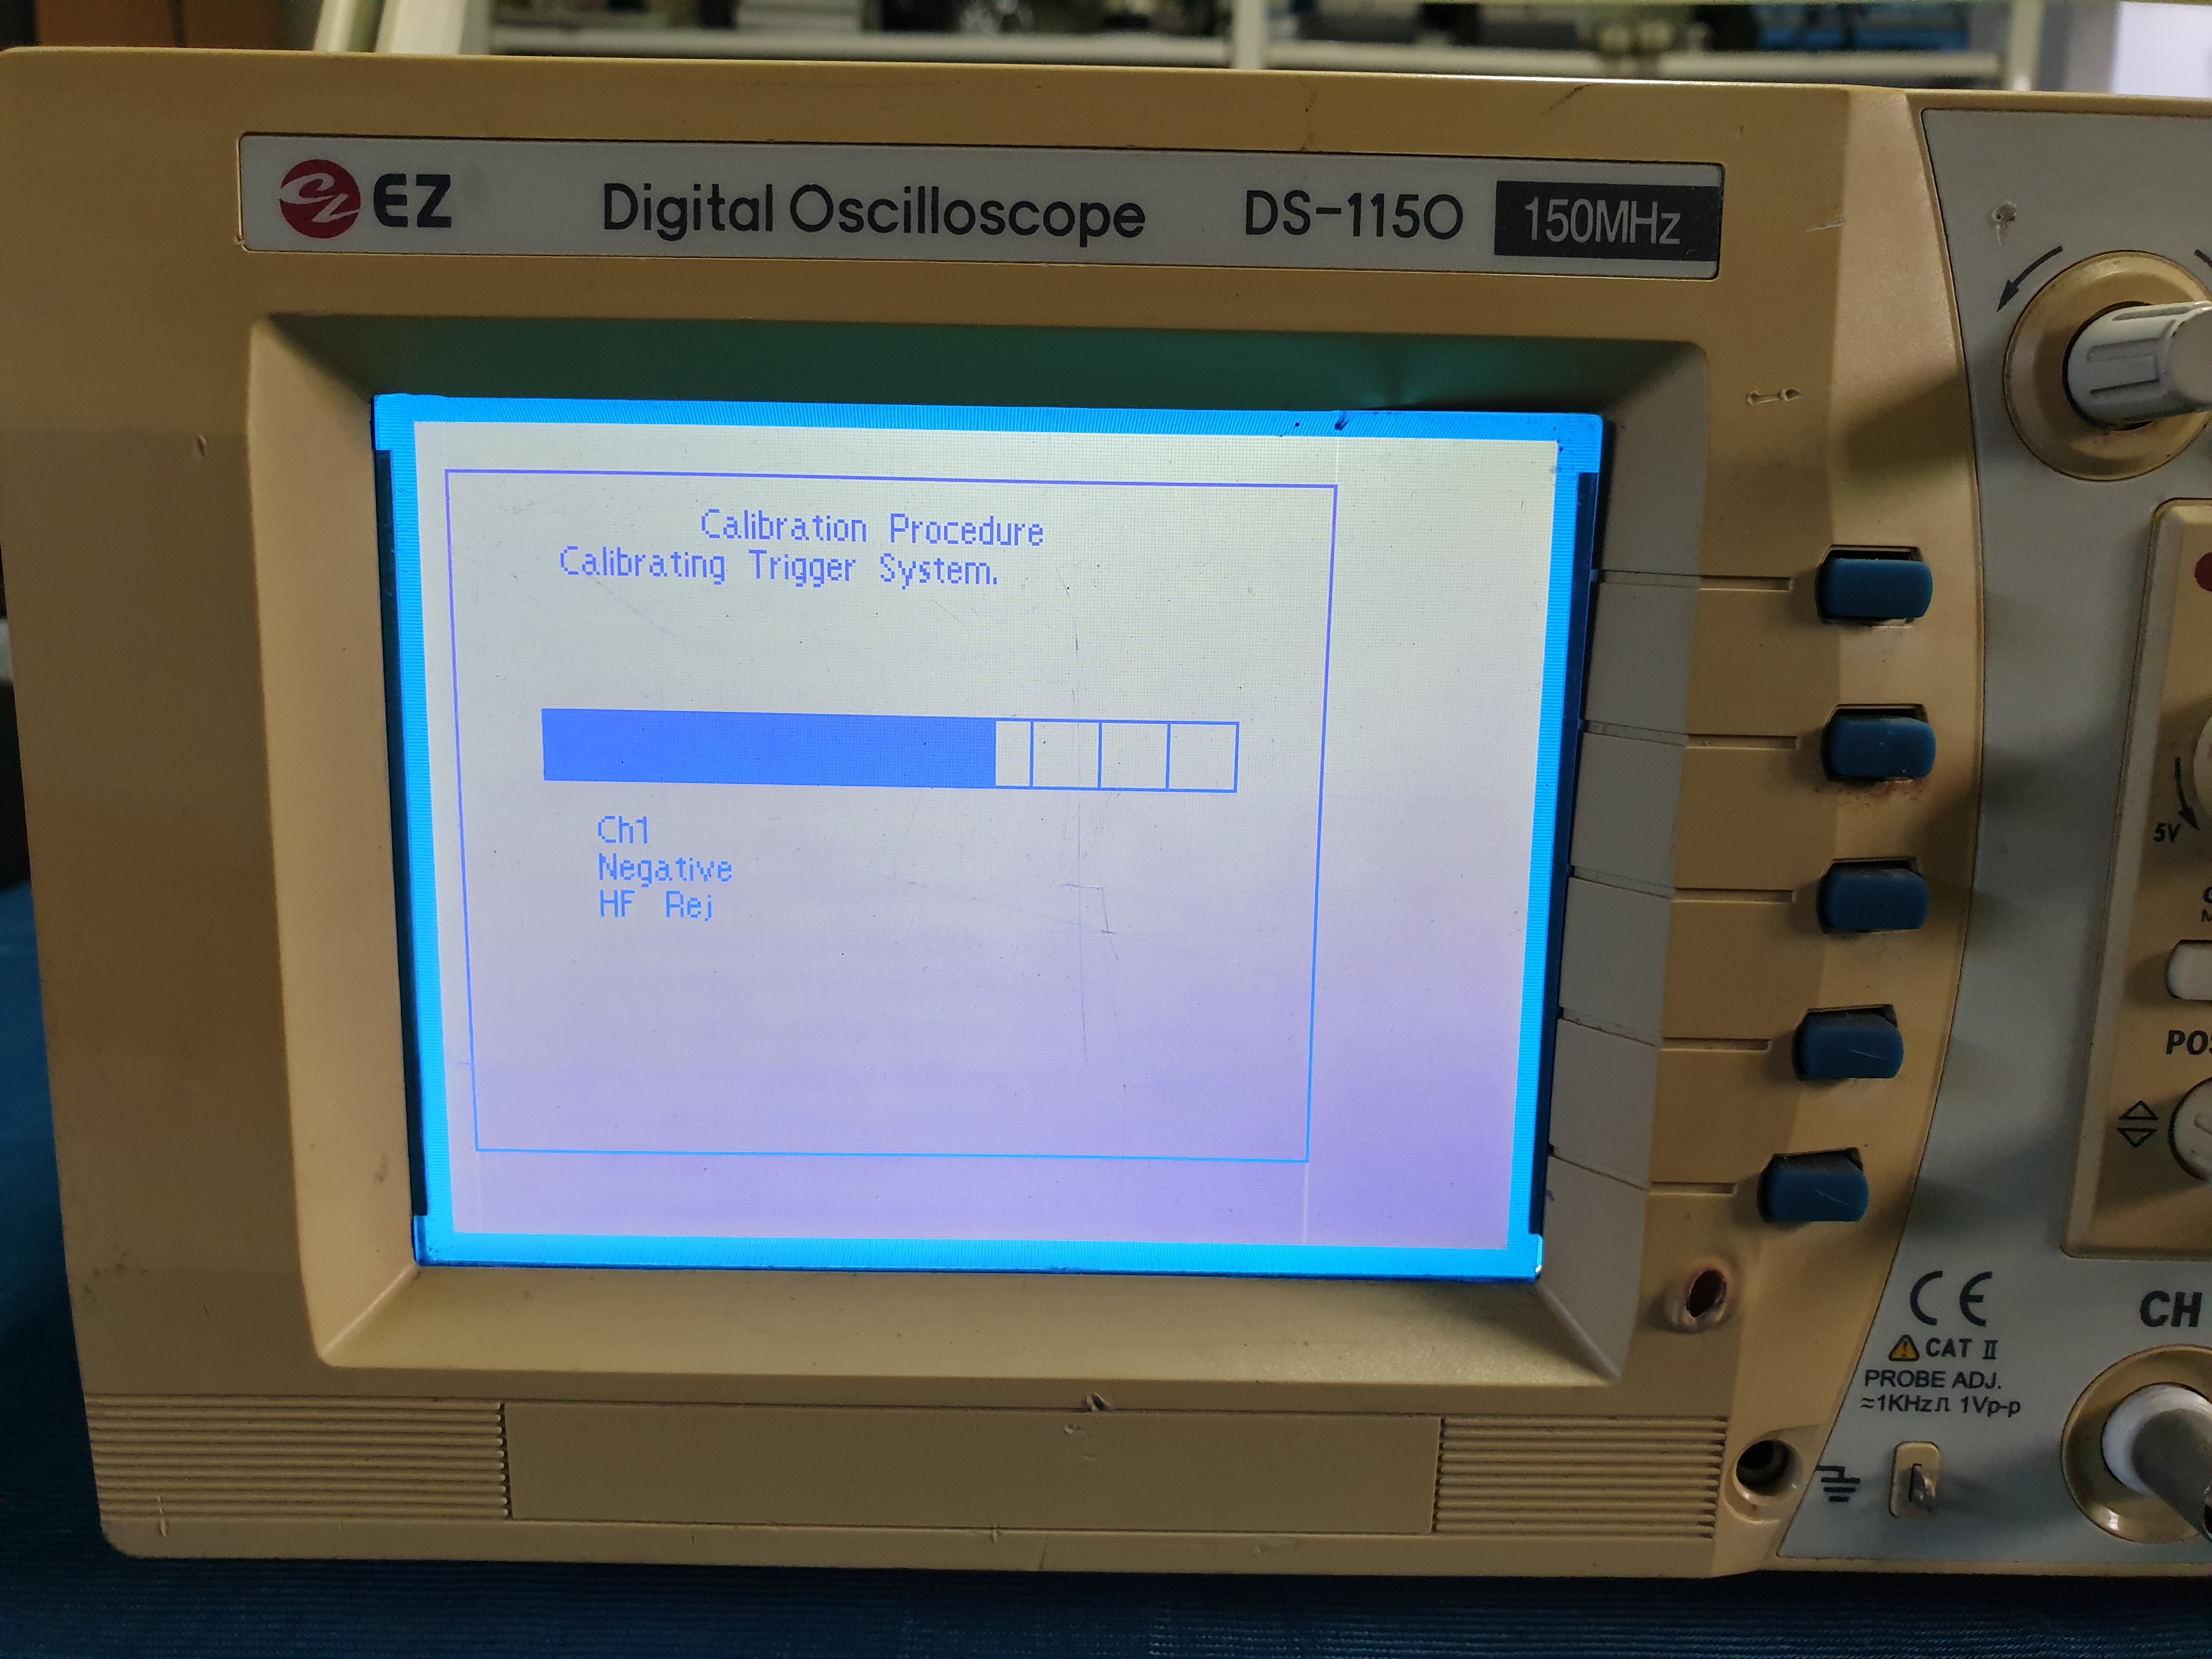 EZ Digital Oscilloscope DS-1150 150MHz
Calibration Procedure
Calibrating Trigger System.
Ch1
Negative
HF Rej
5V
CE
CAT II
PROBE ADJ.
≈1KHz⎍ 1Vp-p
CH